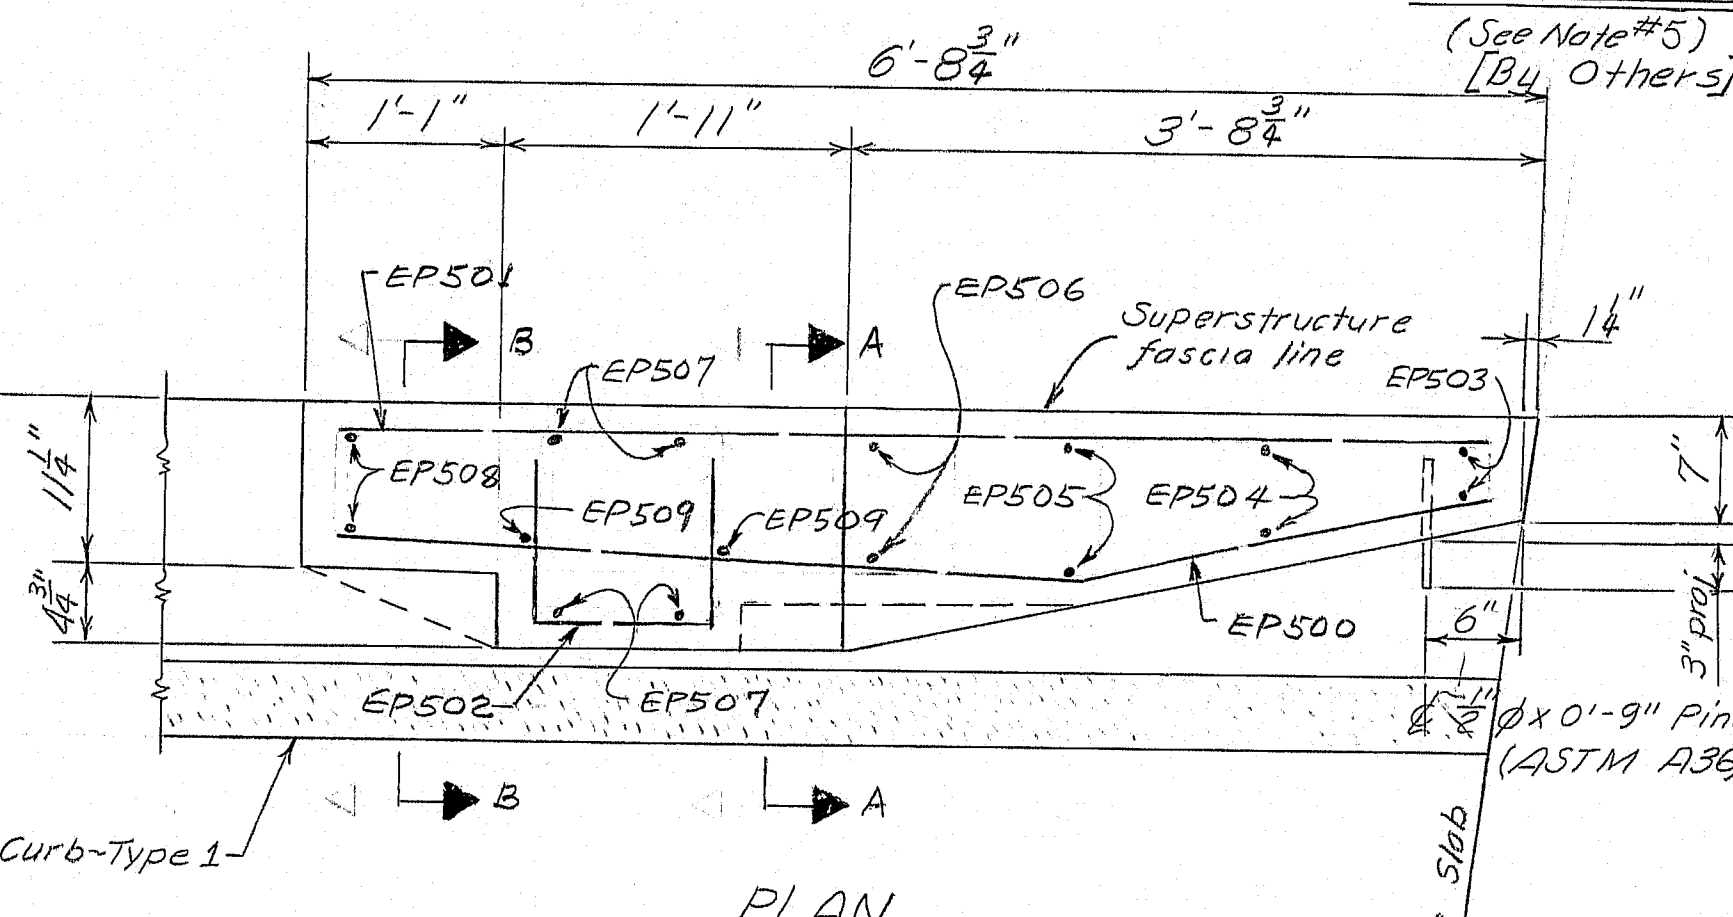 (See Note #5)
[By Others]
6'-8 3/4"
1'-1"
1'-11"
3'-8 3/4"
EP501
EP506
Superstructure
fascia line
1 1/4"
B
A
EP507
EP503
11 1/4"
EP508
EP505
EP504
7"
EP509
EP509
4 3/4"
EP500
6"
3" proj.
EP502
EP507
℄ 1/2" φ x 0'-9" Pin
(ASTM A36)
B
A
Curb~Type 1
Slab
PLAN